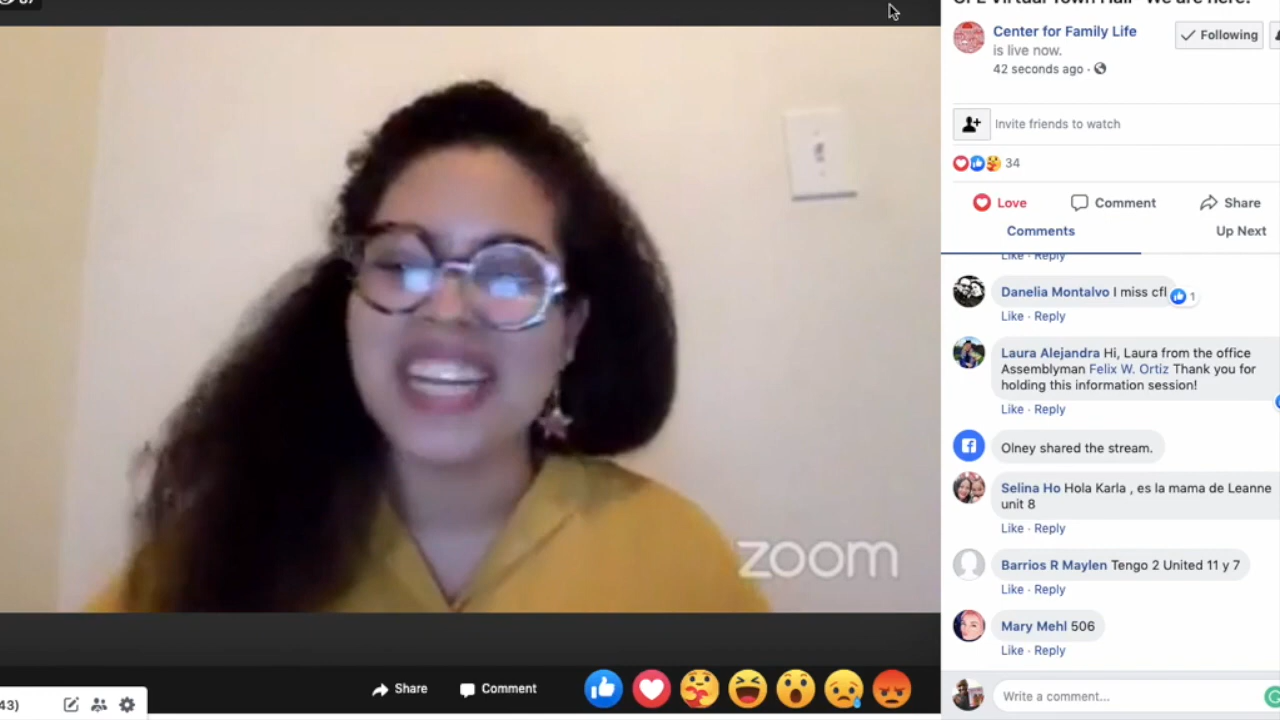 CFL Virtual Town Hall - We are here!
Center for Family Life
is live now.
42 seconds ago ·
Following
Invite friends to watch
34
Love
Comment
Share
Comments
Up Next
Like · Reply
Danelia Montalvo I miss cfl
1
Like · Reply
Laura Alejandra Hi, Laura from the office
Assemblyman Felix W. Ortiz Thank you for
holding this information session!
Like · Reply
Olney shared the stream.
Selina Ho Hola Karla , es la mama de Leanne
unit 8
Like · Reply
Barrios R Maylen Tengo 2 United 11 y 7
Like · Reply
Mary Mehl 506
Like · Reply
Write a comment...
zoom
Share
Comment
43)